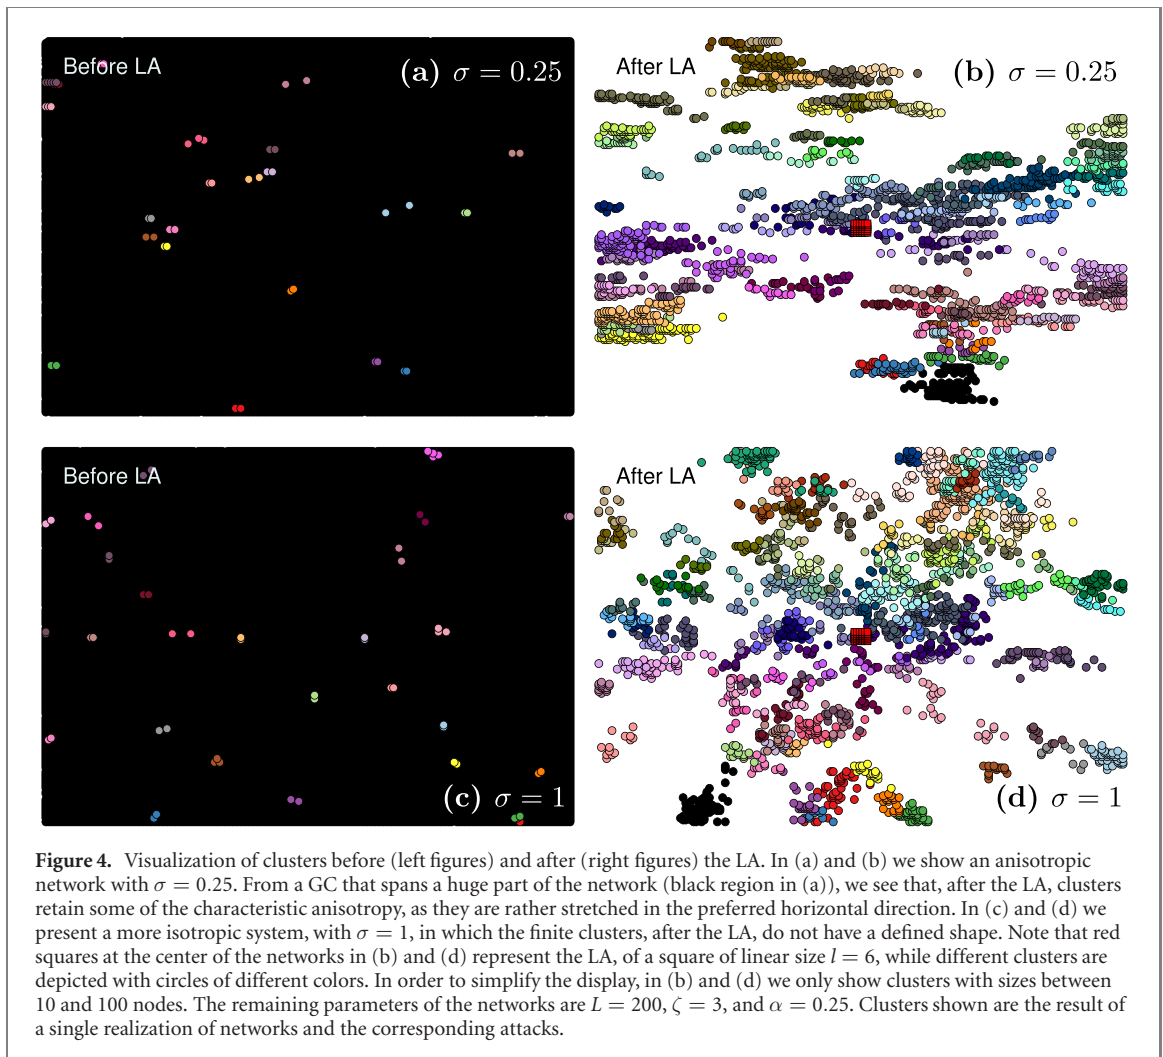 Before LA
(a) σ = 0.25
After LA
(b) σ = 0.25
Before LA
(c) σ = 1
After LA
(d) σ = 1
Figure 4. Visualization of clusters before (left figures) and after (right figures) the LA. In (a) and (b) we show an anisotropic
network with σ = 0.25. From a GC that spans a huge part of the network (black region in (a)), we see that, after the LA, clusters
retain some of the characteristic anisotropy, as they are rather stretched in the preferred horizontal direction. In (c) and (d) we
present a more isotropic system, with σ = 1, in which the finite clusters, after the LA, do not have a defined shape. Note that red
squares at the center of the networks in (b) and (d) represent the LA, of a square of linear size l = 6, while different clusters are
depicted with circles of different colors. In order to simplify the display, in (b) and (d) we only show clusters with sizes between
10 and 100 nodes. The remaining parameters of the networks are L = 200, ζ = 3, and α = 0.25. Clusters shown are the result of
a single realization of networks and the corresponding attacks.